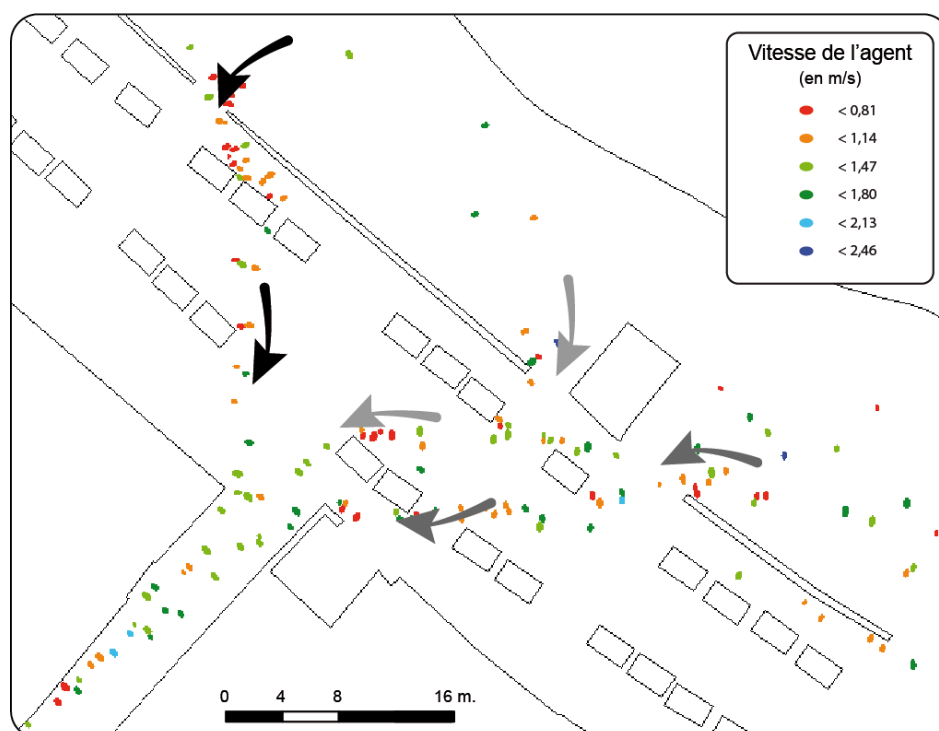 Vitesse de l'agent
(en m/s)
< 0,81
< 1,14
< 1,47
< 1,80
< 2,13
< 2,46
0 4 8 16 m.